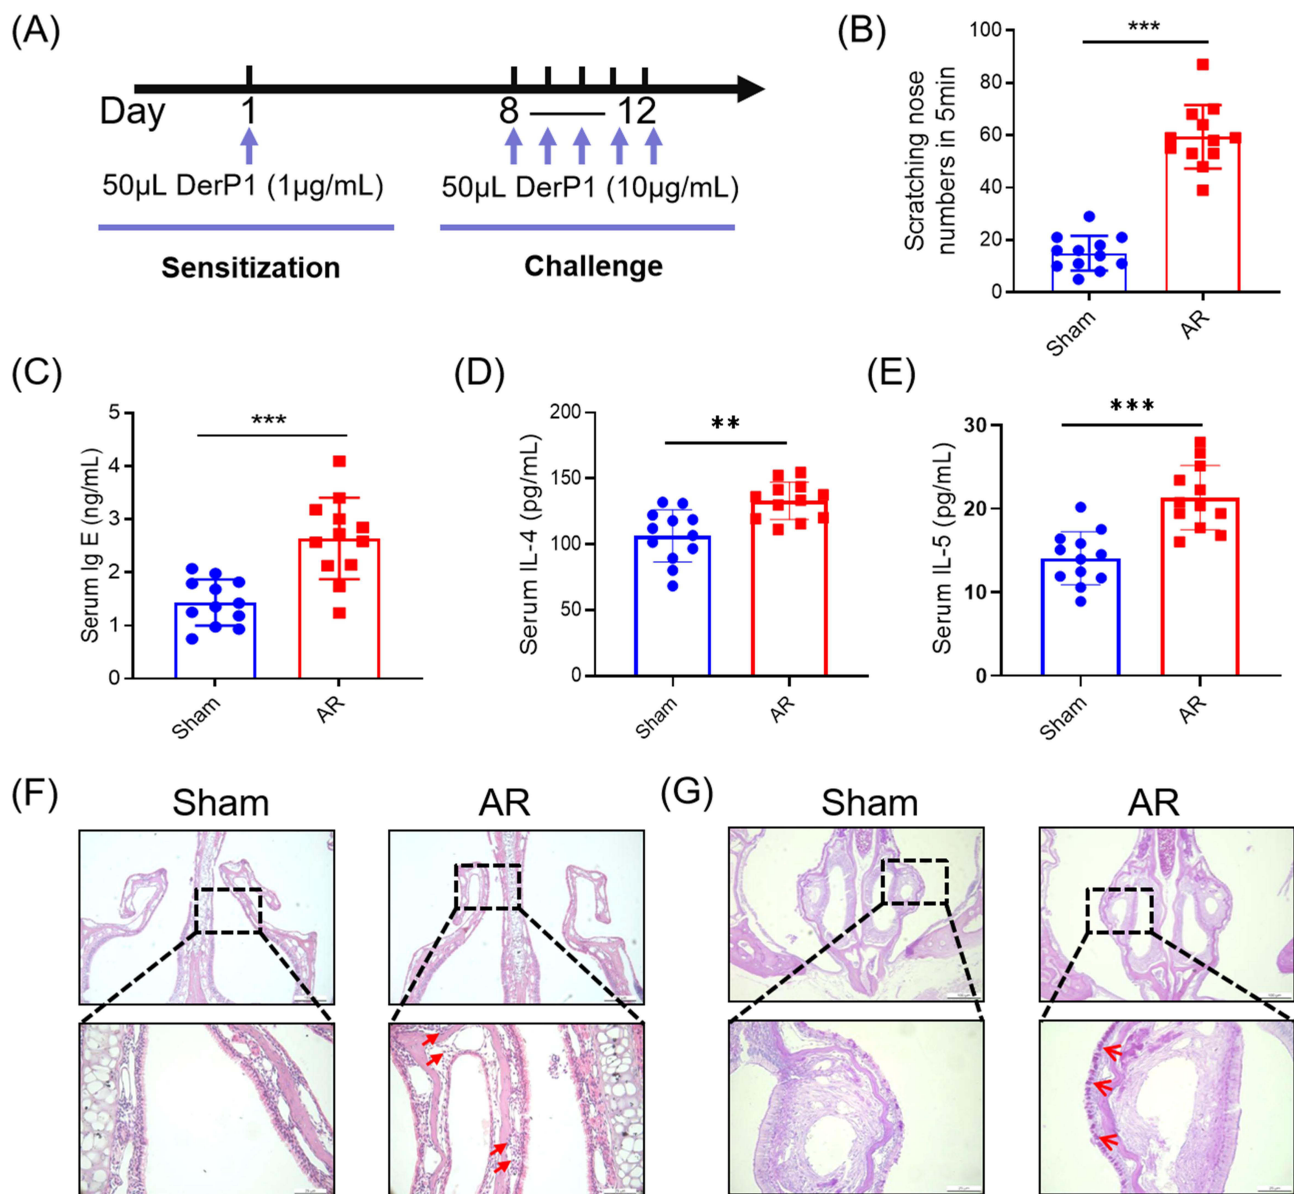 (A)
Day 1 8 12
50μL DerP1 (1μg/mL) 50μL DerP1 (10μg/mL)
Sensitization Challenge
(B)
Scratching nose
numbers in 5min
100
80
60
40
20
0
***
Sham AR
(C)
Serum Ig E (ng/mL)
5
4
3
2
1
0
***
Sham AR
(D)
Serum IL-4 (pg/mL)
200
150
100
50
0
**
Sham AR
(E)
Serum IL-5 (pg/mL)
30
20
10
0
***
Sham AR
(F)
Sham AR
(G)
Sham AR